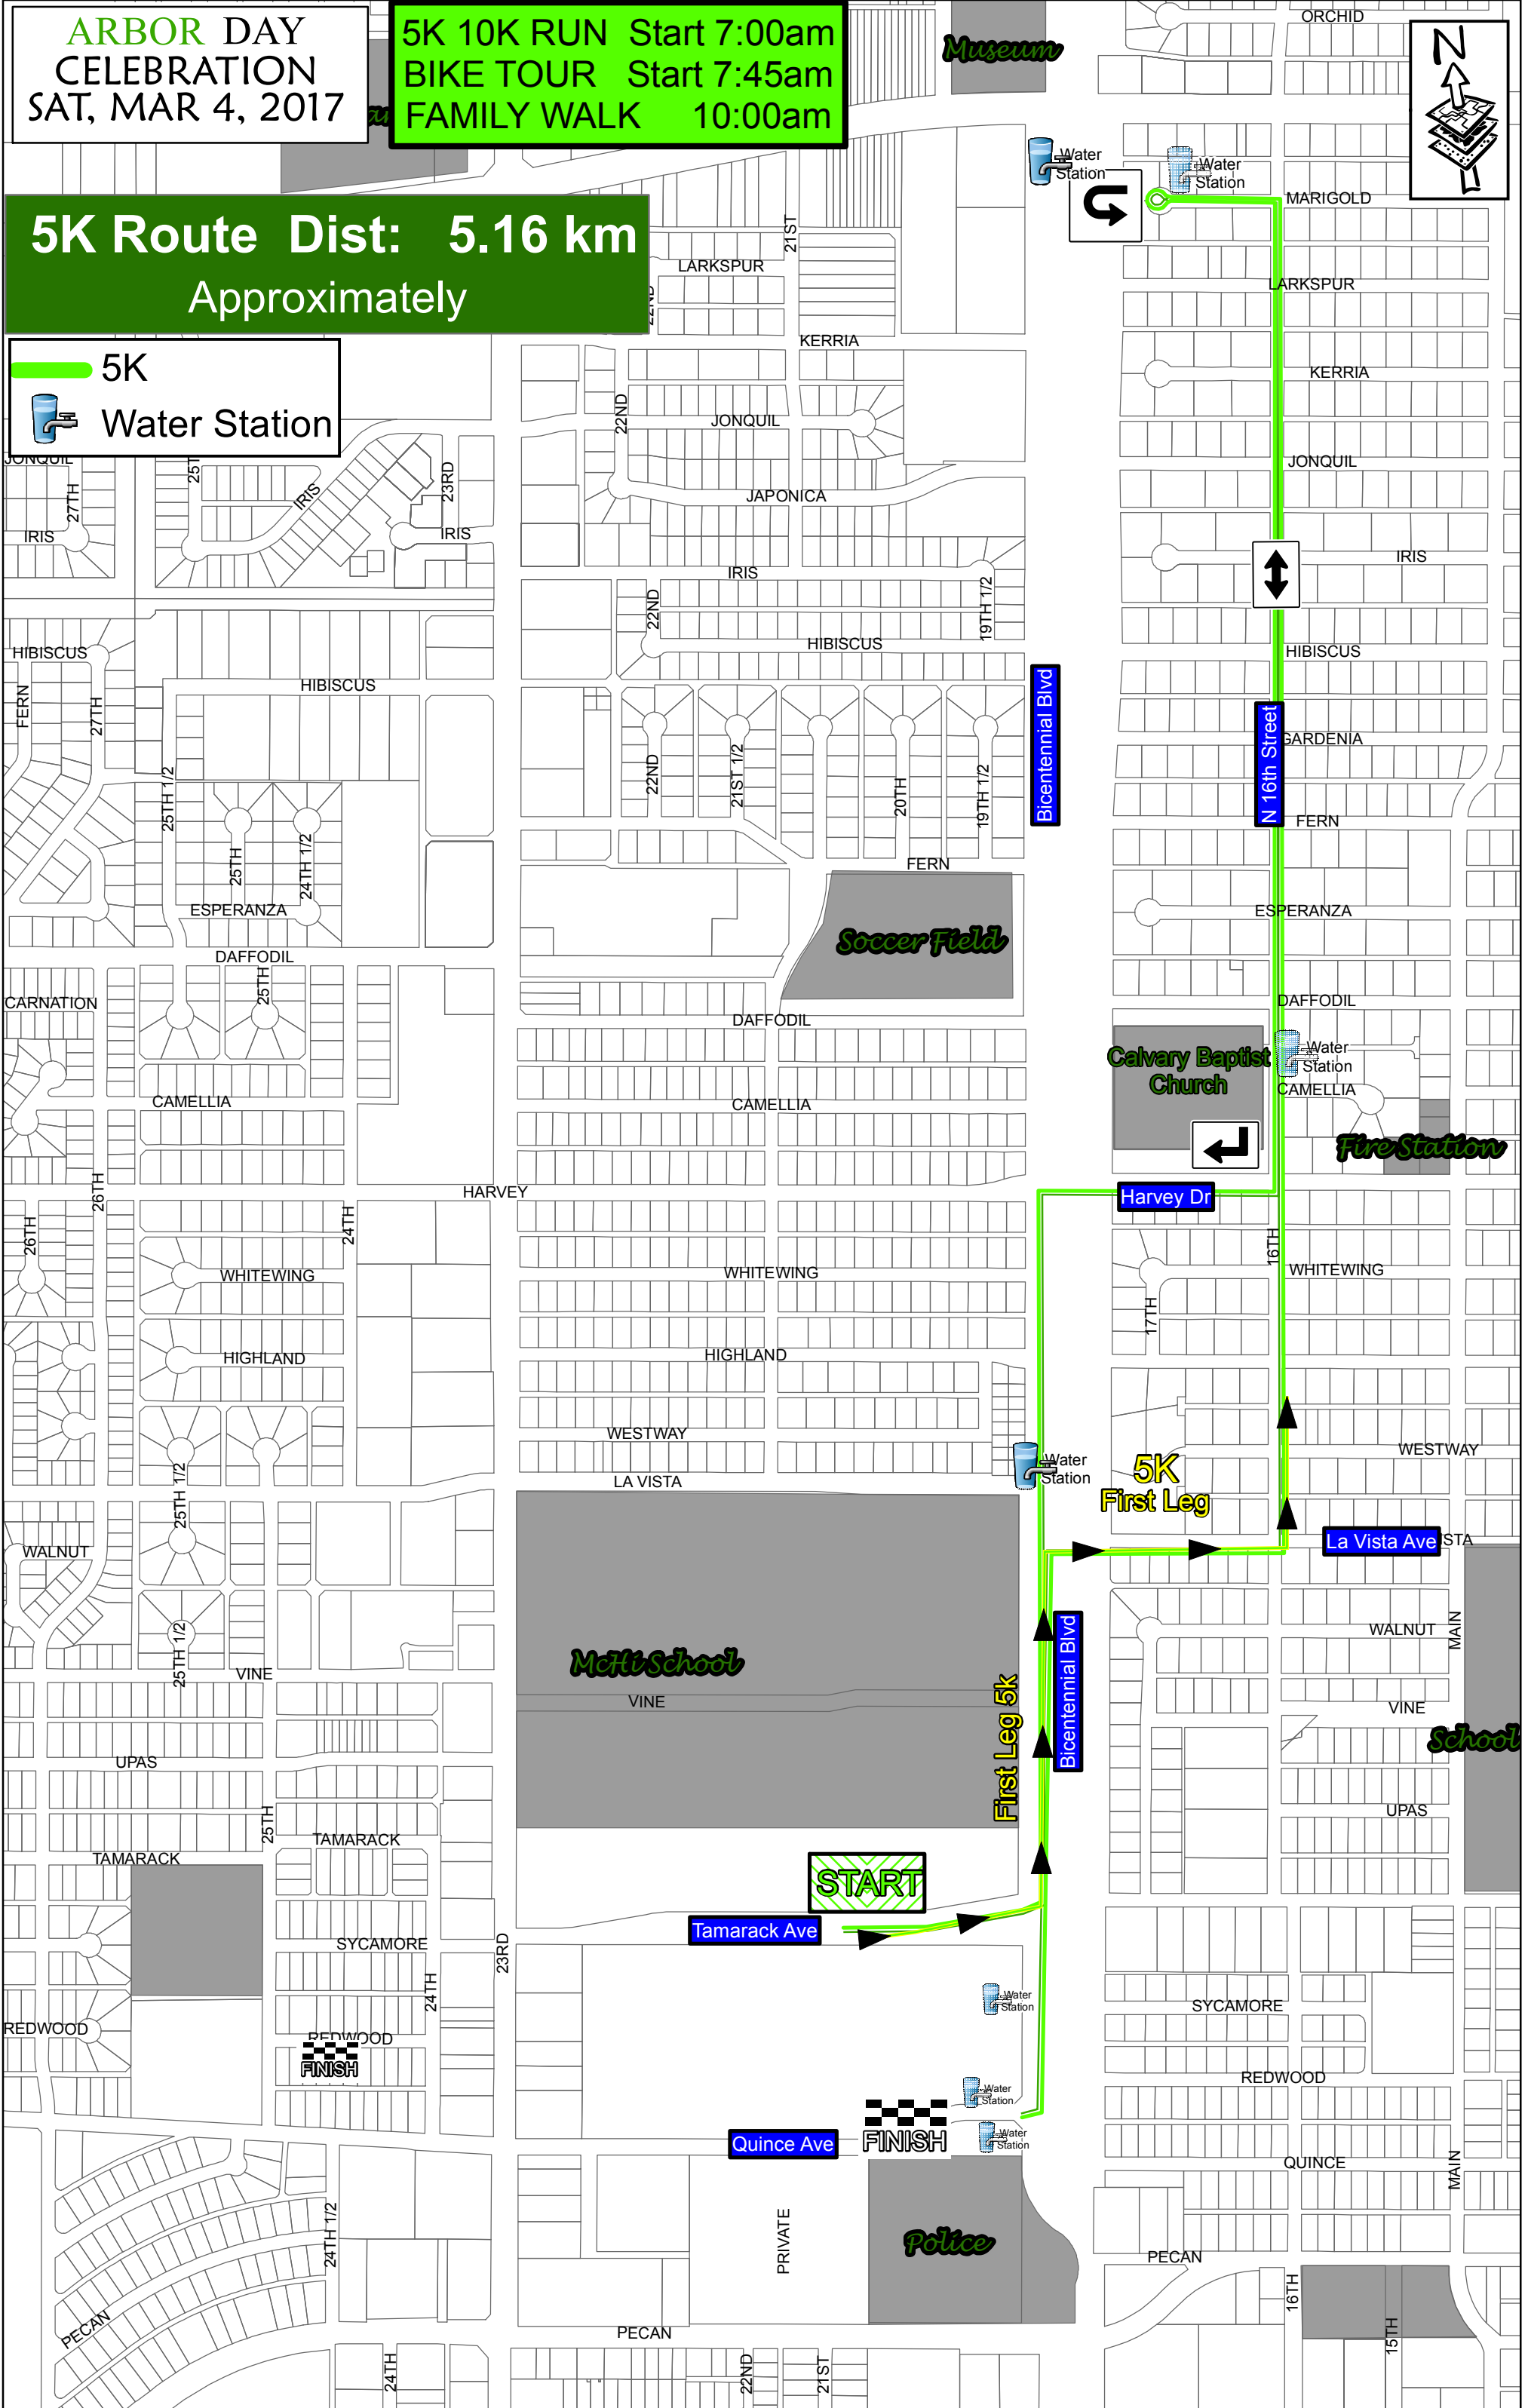 ARBOR DAY
CELEBRATION
SAT, MAR 4, 2017
5K 10K RUN Start 7:00am
BIKE TOUR Start 7:45am
FAMILY WALK 10:00am
Museum
ORCHID
N
Water
Station
Water
Station
MARIGOLD
5K Route Dist: 5.16 km
Approximately
21ST
LARKSPUR
LARKSPUR
22ND
KERRIA
KERRIA
5K
Water Station
22ND
JONQUIL
JONQUIL
JONQUIL
27TH
IRIS
23RD
JAPONICA
IRIS
IRIS
IRIS
IRIS
22ND
19TH 1/2
HIBISCUS
HIBISCUS
HIBISCUS
HIBISCUS
FERN
27TH
Bicentennial Blvd
N 16th Street
GARDENIA
25TH 1/2
22ND
21ST 1/2
20TH
19TH 1/2
FERN
25TH
24TH 1/2
FERN
ESPERANZA
ESPERANZA
Soccer Field
DAFFODIL
25TH
CARNATION
DAFFODIL
DAFFODIL
Calvary Baptist
Church
Water
Station
CAMELLIA
CAMELLIA
CAMELLIA
Fire Station
26TH
HARVEY
Harvey Dr
26TH
24TH
16TH
WHITEWING
WHITEWING
WHITEWING
17TH
HIGHLAND
HIGHLAND
WESTWAY
WESTWAY
Water
Station
5K
First Leg
LA VISTA
25TH 1/2
WALNUT
La Vista Ave
STA
25TH 1/2
McHi School
WALNUT
MAIN
VINE
VINE
VINE
First Leg 5k
Bicentennial Blvd
School
UPAS
UPAS
25TH
TAMARACK
TAMARACK
START
Tamarack Ave
SYCAMORE
23RD
24TH
Water
Station
SYCAMORE
REDWOOD
REDWOOD
FINISH
REDWOOD
Water
Station
FINISH
Water
Station
Quince Ave
QUINCE
MAIN
24TH 1/2
PRIVATE
Police
PECAN
16TH
PECAN
PECAN
15TH
24TH
22ND
21ST